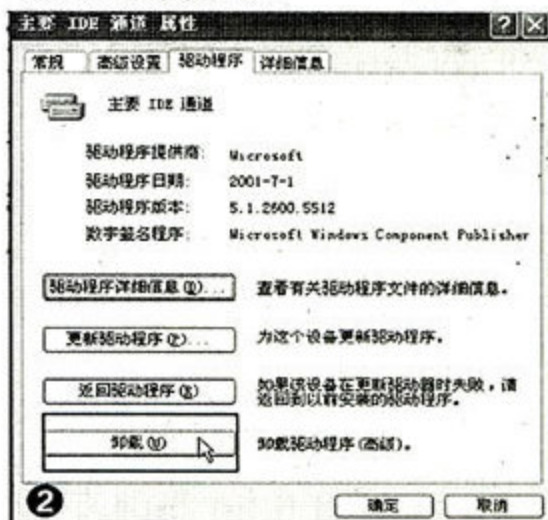 主要 IDE 通道 属性
常规 高级设置 驱动程序 详细信息
主要 IDE 通道
驱动程序提供商: Microsoft
驱动程序日期: 2001-7-1
驱动程序版本: 5.1.2600.5512
数字签名程序: Microsoft Windows Component Publisher
驱动程序详细信息(D)... 查看有关驱动程序文件的详细信息。
更新驱动程序(P)... 为这个设备更新驱动程序。
返回驱动程序(R) 如果该设备在更新驱动器时失败，请
返回到以前安装的驱动程序。
卸载(U) 卸载驱动程序(高级)。
2
确定 取消